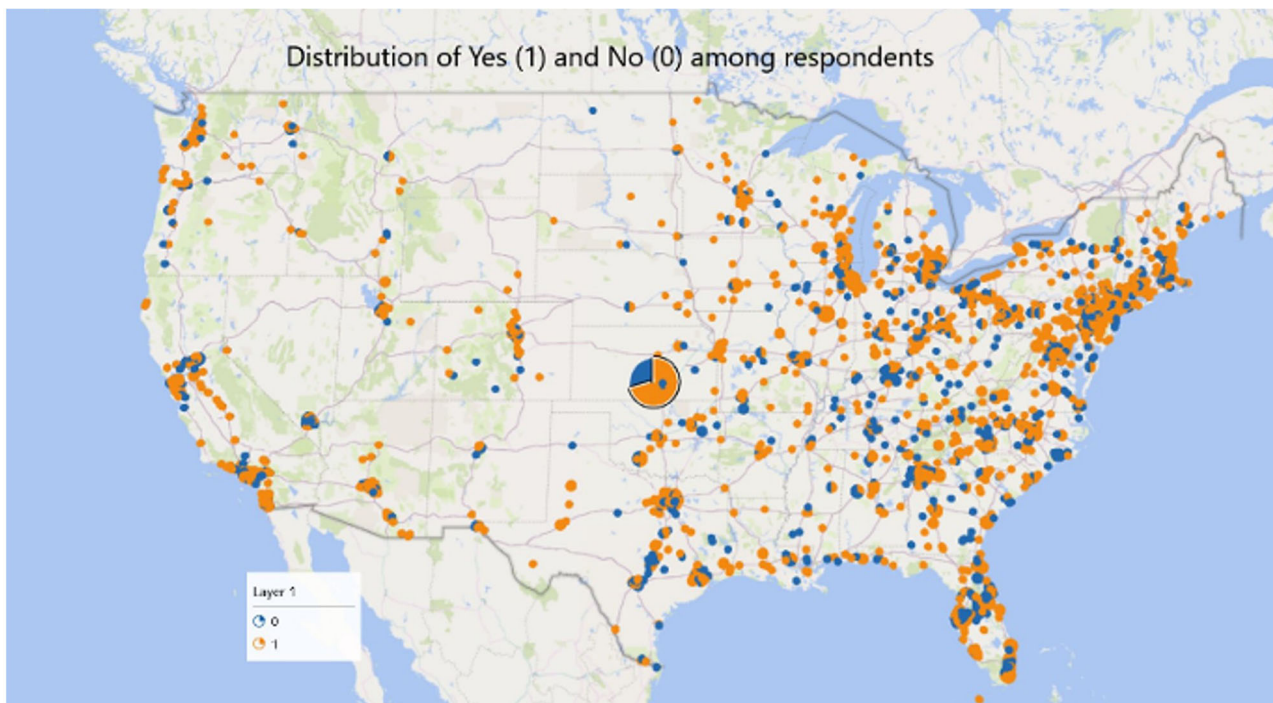 Distribution of Yes (1) and No (0) among respondents
Layer 1
0
1